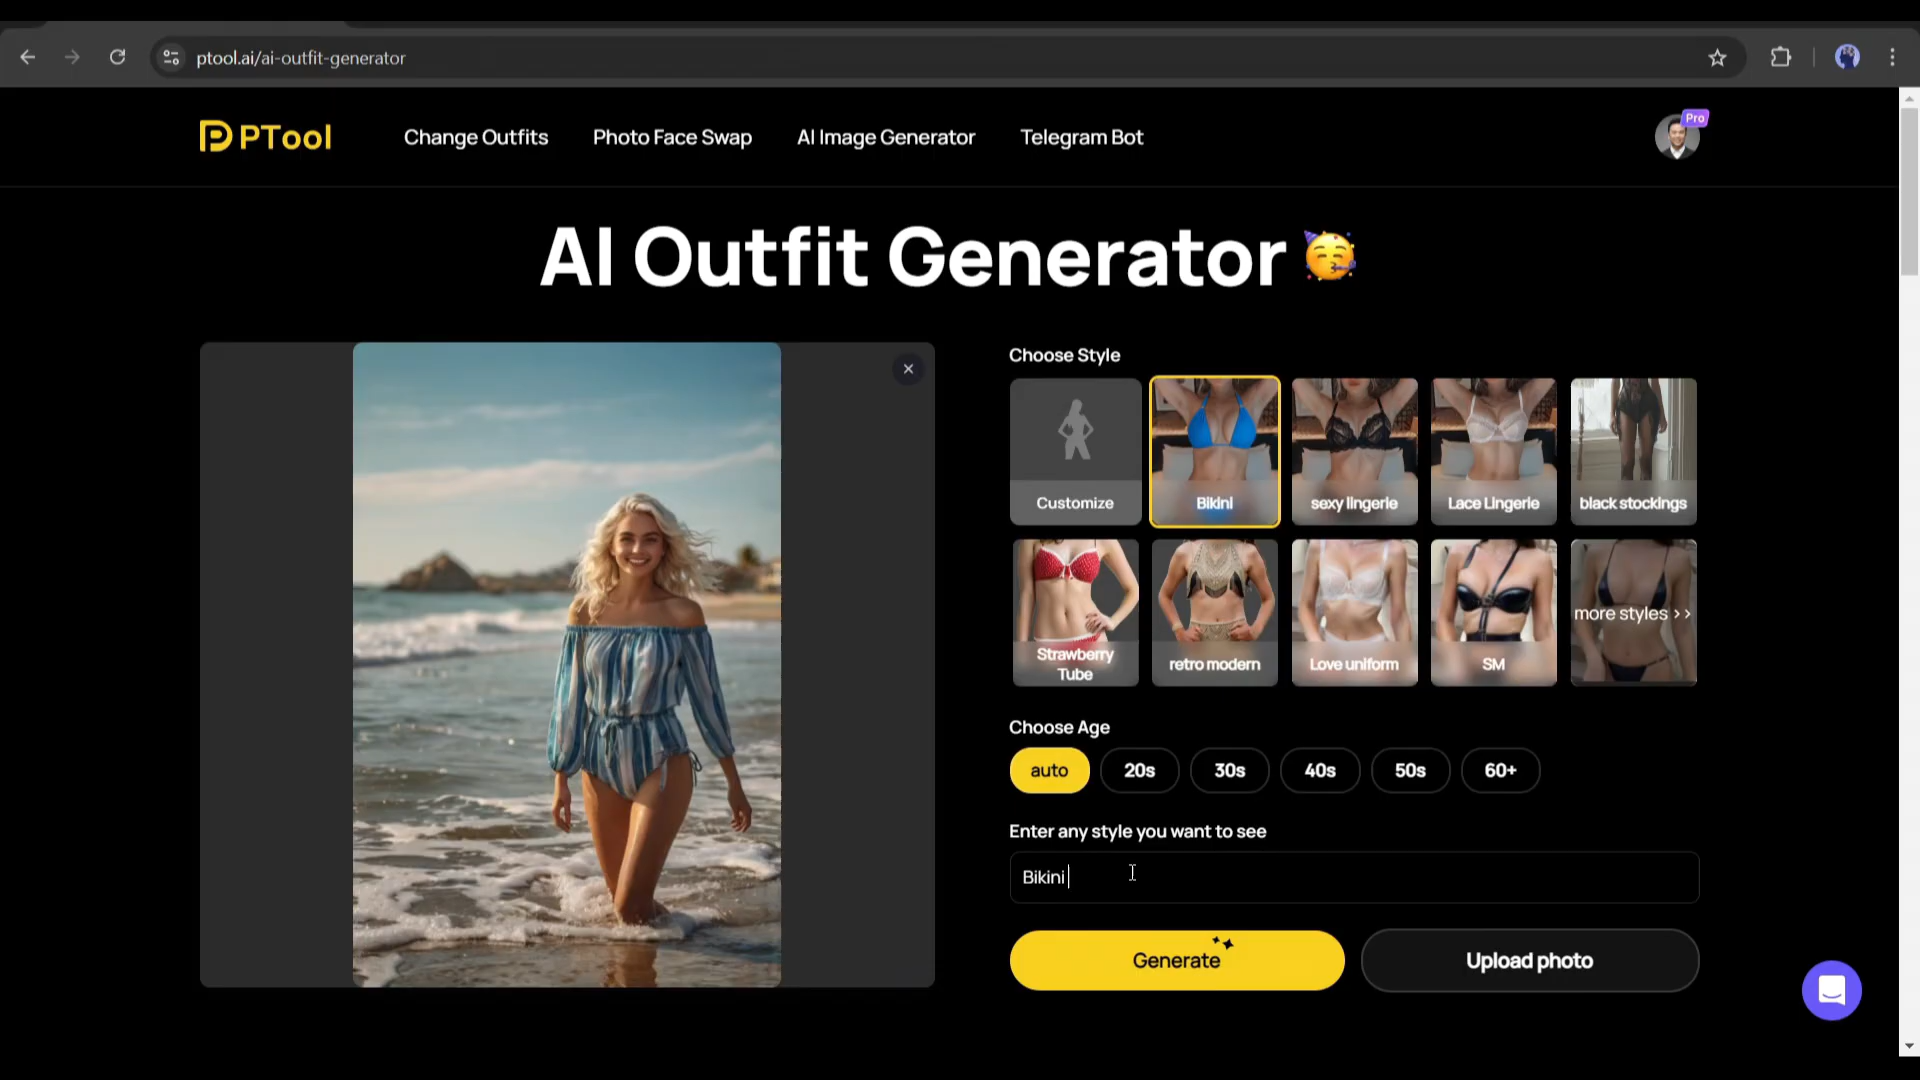 ptool.ai/ai-outfit-generator
PTool
Change Outfits
Photo Face Swap
AI Image Generator
Telegram Bot
Pro
AI Outfit Generator
Choose Style
Customize
Bikini
sexy lingerie
Lace Lingerie
black stockings
Strawberry
Tube
retro modern
Love uniform
SM
more styles >>
Choose Age
auto
20s
30s
40s
50s
60+
Enter any style you want to see
Bikini
Generate
Upload photo